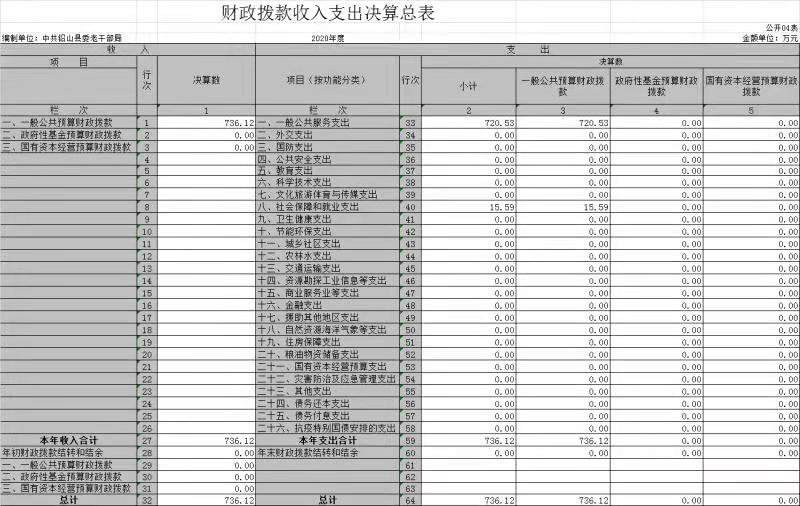 财政拨款收入支出决算总表
公开04表
编制单位：中共铅山县委老干部局 2020年度 金额单位：万元
收 入 支 出
项 目 行次 决算数 项目（按功能分类） 行次 决算数
小计 一般公共预算财政拨款 政府性基金预算财政拨款 国有资本经营预算财政拨款
栏 次 1 栏 次 2 3 4 5
一、一般公共预算财政拨款 1 736.12 一、一般公共服务支出 33 720.53 720.53 0.00 0.00
二、政府性基金预算财政拨款 2 0.00 二、外交支出 34 0.00 0.00 0.00 0.00
三、国有资本经营预算财政拨款 3 0.00 三、国防支出 35 0.00 0.00 0.00 0.00
4 四、公共安全支出 36 0.00 0.00 0.00 0.00
5 五、教育支出 37 0.00 0.00 0.00 0.00
6 六、科学技术支出 38 0.00 0.00 0.00 0.00
7 七、文化旅游体育与传媒支出 39 0.00 0.00 0.00 0.00
8 八、社会保障和就业支出 40 15.59 15.59 0.00 0.00
9 九、卫生健康支出 41 0.00 0.00 0.00 0.00
10 十、节能环保支出 42 0.00 0.00 0.00 0.00
11 十一、城乡社区支出 43 0.00 0.00 0.00 0.00
12 十二、农林水支出 44 0.00 0.00 0.00 0.00
13 十三、交通运输支出 45 0.00 0.00 0.00 0.00
14 十四、资源勘探工业信息等支出 46 0.00 0.00 0.00 0.00
15 十五、商业服务业等支出 47 0.00 0.00 0.00 0.00
16 十六、金融支出 48 0.00 0.00 0.00 0.00
17 十七、援助其他地区支出 49 0.00 0.00 0.00 0.00
18 十八、自然资源海洋气象等支出 50 0.00 0.00 0.00 0.00
19 十九、住房保障支出 51 0.00 0.00 0.00 0.00
20 二十、粮油物资储备支出 52 0.00 0.00 0.00 0.00
21 二十一、国有资本经营预算支出 53 0.00 0.00 0.00 0.00
22 二十二、灾害防治及应急管理支出 54 0.00 0.00 0.00 0.00
23 二十三、其他支出 55 0.00 0.00 0.00 0.00
24 二十四、债务还本支出 56 0.00 0.00 0.00 0.00
25 二十五、债务付息支出 57 0.00 0.00 0.00 0.00
26 二十六、抗疫特别国债安排的支出 58 0.00 0.00 0.00 0.00
本年收入合计 27 736.12 本年支出合计 59 736.12 736.12 0.00 0.00
年初财政拨款结转和结余 28 0.00 年末财政拨款结转和结余 60 0.00 0.00 0.00 0.00
一、一般公共预算财政拨款 29 0.00 61
二、政府性基金预算财政拨款 30 0.00 62
三、国有资本经营预算财政拨款 31 0.00 63
总计 32 736.12 总计 64 736.12 736.12 0.00 0.00